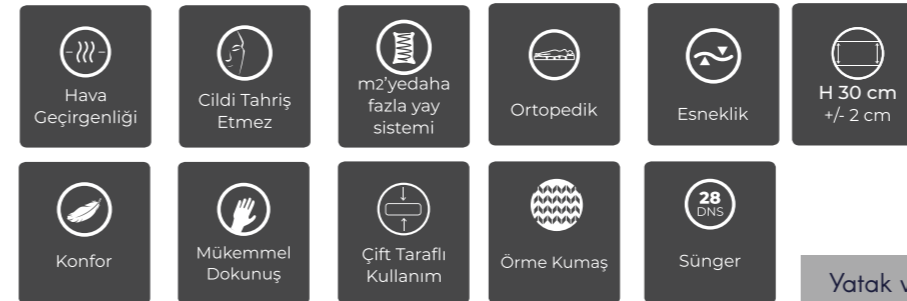 Hava
Geçirgenliği
Cildi Tahriş
Etmez
m2'yedaha
fazla yay
sistemi
Ortopedik
Esneklik
H 30 cm
+/- 2 cm
Konfor
Mükemmel
Dokunuş
Çift Taraflı
Kullanım
Örme Kumaş
28
DNS
Sünger
Yatak v